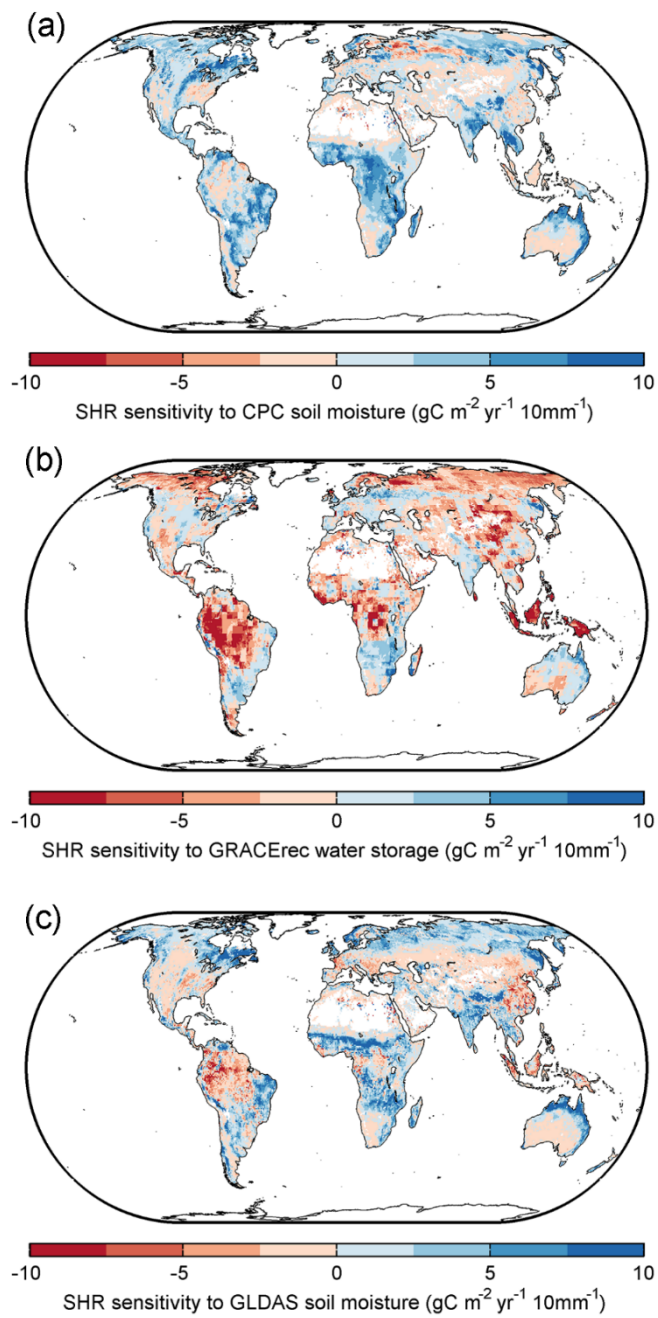 (a)
-10 -5 0 5 10
SHR sensitivity to CPC soil moisture (gC m⁻² yr⁻¹ 10mm⁻¹)
(b)
-10 -5 0 5 10
SHR sensitivity to GRACErec water storage (gC m⁻² yr⁻¹ 10mm⁻¹)
(c)
-10 -5 0 5 10
SHR sensitivity to GLDAS soil moisture (gC m⁻² yr⁻¹ 10mm⁻¹)